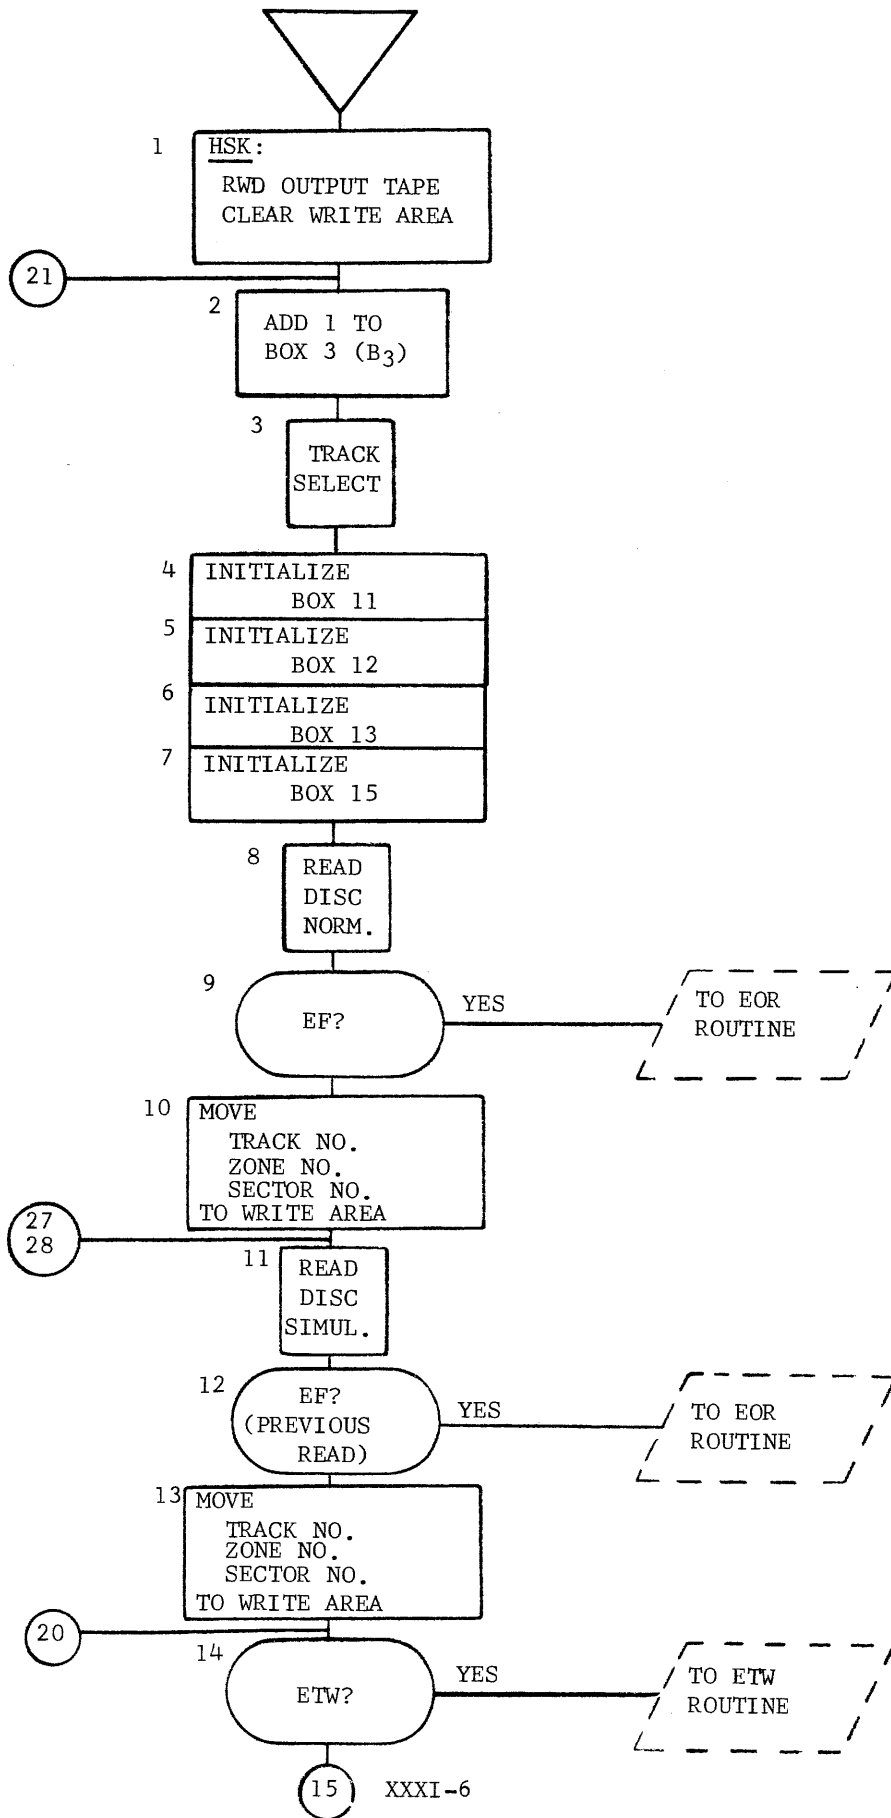 1
HSK:
RWD OUTPUT TAPE
CLEAR WRITE AREA
21
2
ADD 1 TO
BOX 3 (B3)
3
TRACK
SELECT
4
INITIALIZE
BOX 11
5
INITIALIZE
BOX 12
6
INITIALIZE
BOX 13
7
INITIALIZE
BOX 15
8
READ
DISC
NORM.
9
EF?
YES
TO EOR
ROUTINE
10
MOVE
TRACK NO.
ZONE NO.
SECTOR NO.
TO WRITE AREA
27
28
11
READ
DISC
SIMUL.
12
EF?
(PREVIOUS
READ)
YES
TO EOR
ROUTINE
13
MOVE
TRACK NO.
ZONE NO.
SECTOR NO.
TO WRITE AREA
20
14
ETW?
YES
TO ETW
ROUTINE
15
XXXI-6